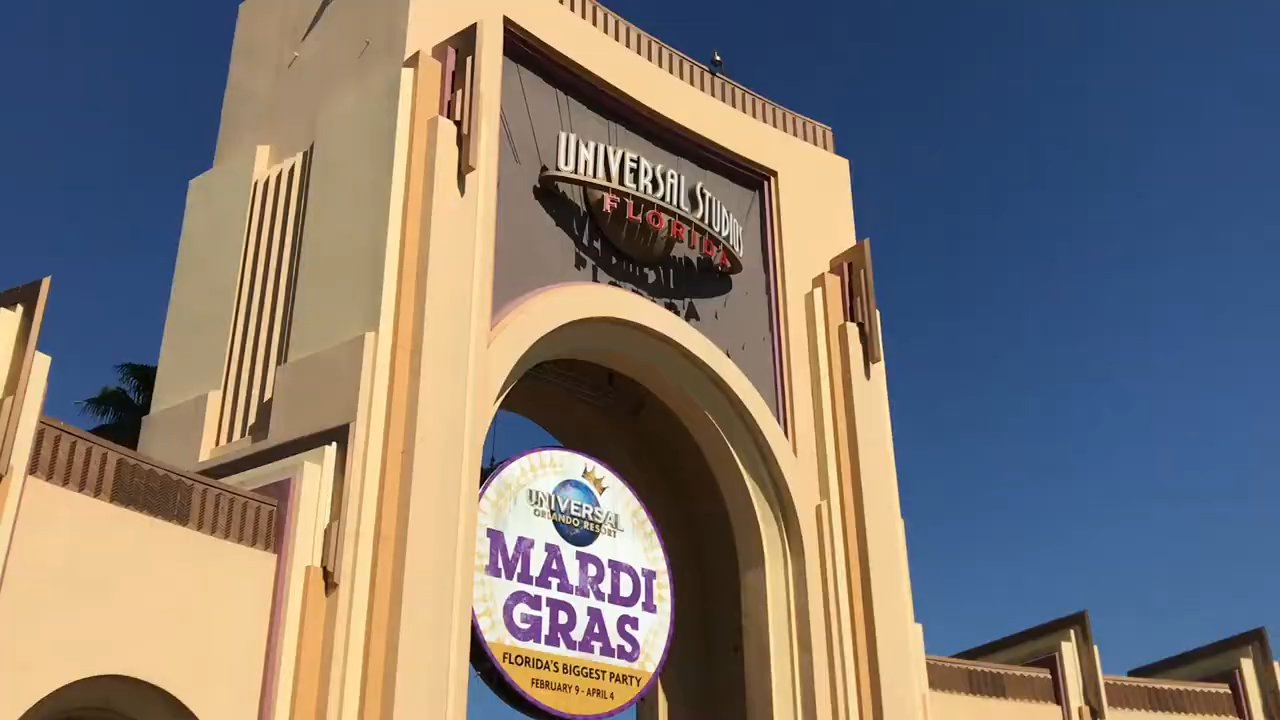 UNIVERSAL STUDIOS
FLORIDA
UNIVERSAL
ORLANDO RESORT
MARDI
GRAS
FLORIDA'S BIGGEST PARTY
FEBRUARY 9 - APRIL 4